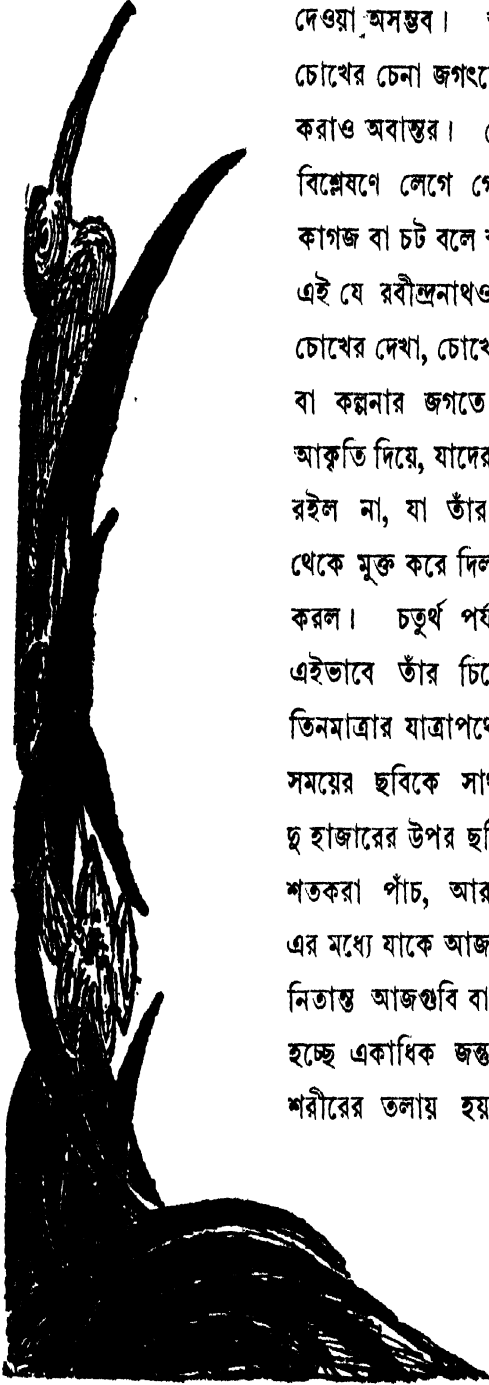 দেওয়া অসম্ভব।
চোখের চেনা জগৎ
করাও অবান্তর।
বিশ্লেষণে লেগে
কাগজ বা চট বলে
এই যে রবীন্দ্রনাথও
চোখের দেখা,
বা কল্পনার জগতে
আকৃতি দিয়ে, যাদের
রইল না, যা তাঁর
থেকে মুক্ত করে দিল
করল। চতুর্থ
এইভাবে তাঁর
তিনমাত্রার
সময়ের ছবিকে
দু হাজারের উপর
শতকরা পাঁচ, আর
এর মধ্যে যাকে আজ
নিতান্ত আজগুবি বা
হচ্ছে একাধিক জন্তু
শরীরের তলায় হয়